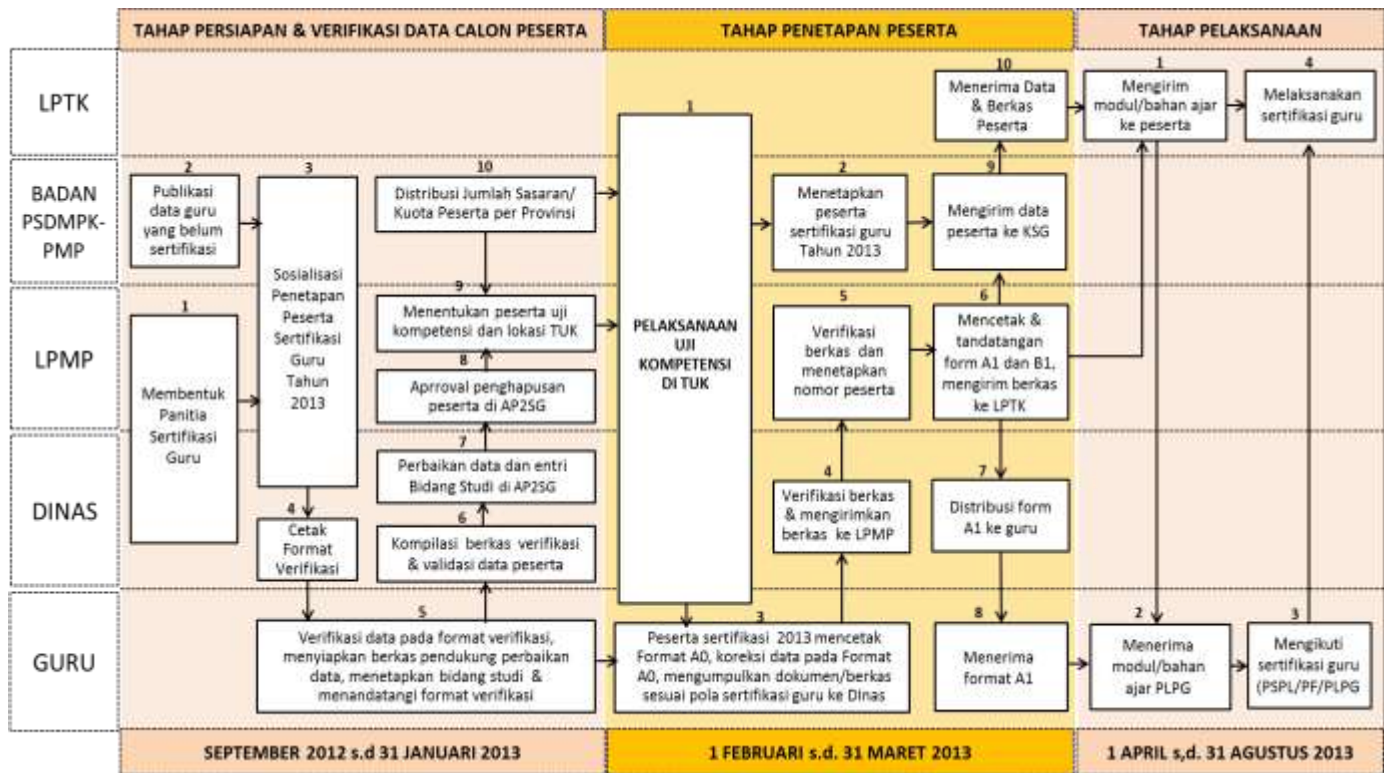 TAHAP PERSIAPAN & VERIFIKASI DATA CALON PESERTA
TAHAP PENETAPAN PESERTA
TAHAP PELAKSANAAN
LPTK
10
Menerima Data
& Berkas
Peserta
1
Mengirim
modul/bahan ajar
ke peserta
4
Melaksanakan
sertifikasi guru
BADAN
PSDMPK-
PMP
2
Publikasi
data guru
yang belum
sertifikasi
3
Sosialisasi
Penetapan
Peserta
Sertifikasi
Guru
Tahun
2013
10
Distribusi Jumlah Sasaran/
Kuota Peserta per Provinsi
1
PELAKSANAAN
UJI
KOMPETENSI
DI TUK
2
Menetapkan
peserta
sertifikasi guru
Tahun 2013
9
Mengirim data
peserta ke KSG
LPMP
1
Membentuk
Panitia
Sertifikasi
Guru
9
Menentukan peserta uji
kompetensi dan lokasi TUK
8
Aprroval penghapusan
peserta di AP2SG
5
Verifikasi
berkas dan
menetapkan
nomor peserta
6
Mencetak &
tandatangan
form A1 dan B1,
mengirim berkas
ke LPTK
DINAS
4
Cetak
Format
Verifikasi
7
Perbaikan data dan entri
Bidang Studi di AP2SG
6
Kompilasi berkas verifikasi
& validasi data peserta
4
Verifikasi berkas
& mengirimkan
berkas ke LPMP
7
Distribusi form
A1 ke guru
GURU
5
Verifikasi data pada format verifikasi,
menyiapkan berkas pendukung perbaikan
data, menetapkan bidang studi &
menandatangi format verifikasi
3
Peserta sertifikasi 2013 mencetak
Format A0, koreksi data pada Format
A0, mengumpulkan dokumen/berkas
sesuai pola sertifikasi guru ke Dinas
8
Menerima
format A1
2
Menerima
modul/bahan
ajar PLPG
3
Mengikuti
sertifikasi guru
(PSPL/PF/PLPG
SEPTEMBER 2012 s.d 31 JANUARI 2013
1 FEBRUARI s.d. 31 MARET 2013
1 APRIL s,d. 31 AGUSTUS 2013